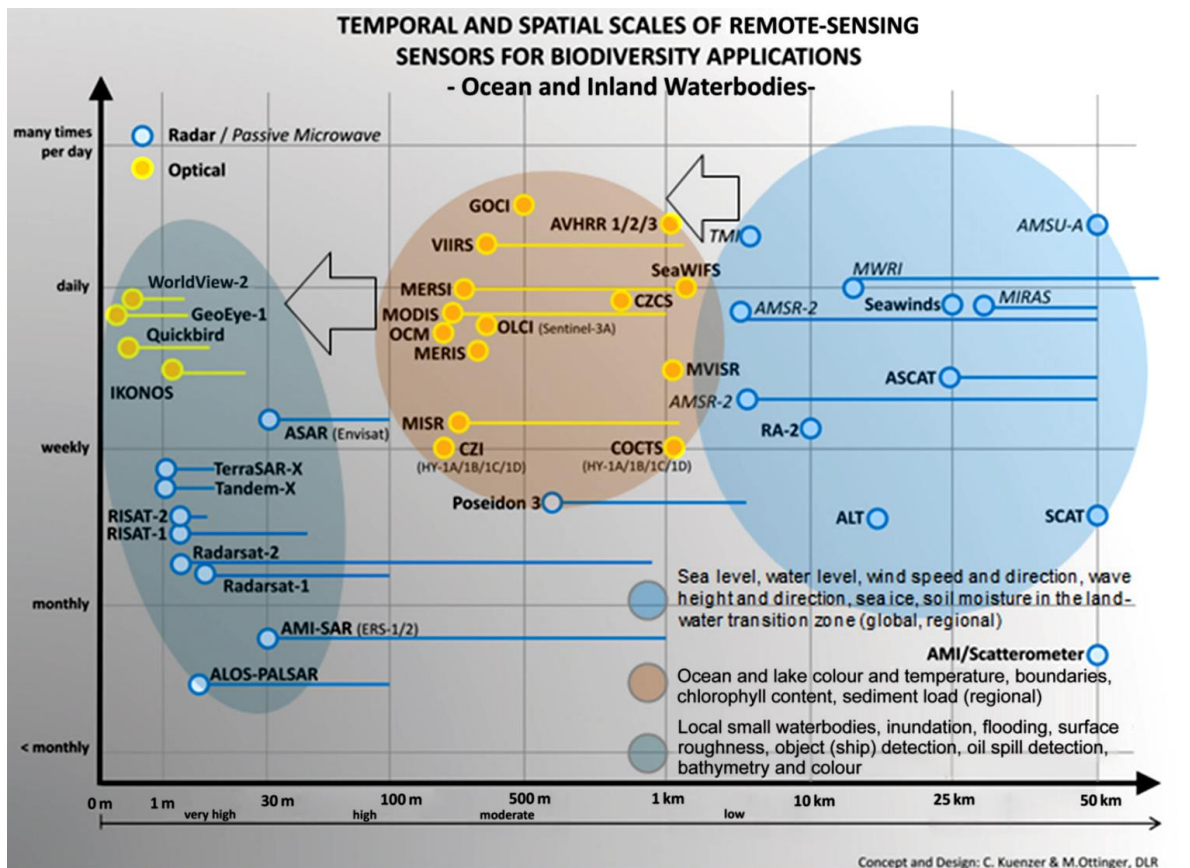 TEMPORAL AND SPATIAL SCALES OF REMOTE-SENSING
SENSORS FOR BIODIVERSITY APPLICATIONS
- Ocean and Inland Waterbodies-
many times
per day
Radar / Passive Microwave
Optical
GOCI
AVHRR 1/2/3
TMI
AMSU-A
VIIRS
SeaWIFS
MWRI
daily
WorldView-2
MERSI
CZCS
Seawinds
MIRAS
GeoEye-1
MODIS
AMSR-2
OCM
OLCI (Sentinel-3A)
Quickbird
MERIS
MVISR
ASCAT
IKONOS
AMSR-2
ASAR (Envisat)
MISR
RA-2
weekly
CZI
(HY-1A/1B/1C/1D)
COCTS
(HY-1A/1B/1C/1D)
TerraSAR-X
Tandem-X
Poseidon 3
RISAT-2
ALT
SCAT
RISAT-1
Radarsat-2
Radarsat-1
Sea level, water level, wind speed and direction, wave
height and direction, sea ice, soil moisture in the land-
water transition zone (global, regional)
monthly
AMI-SAR (ERS-1/2)
AMI/Scatterometer
ALOS-PALSAR
Ocean and lake colour and temperature, boundaries,
chlorophyll content, sediment load (regional)
Local small waterbodies, inundation, flooding, surface
roughness, object (ship) detection, oil spill detection,
bathymetry and colour
< monthly
0 m 1 m 30 m 100 m 500 m 1 km 10 km 25 km 50 km
very high high moderate low
Concept and Design: C. Kuenzer & M.Ottinger, DLR